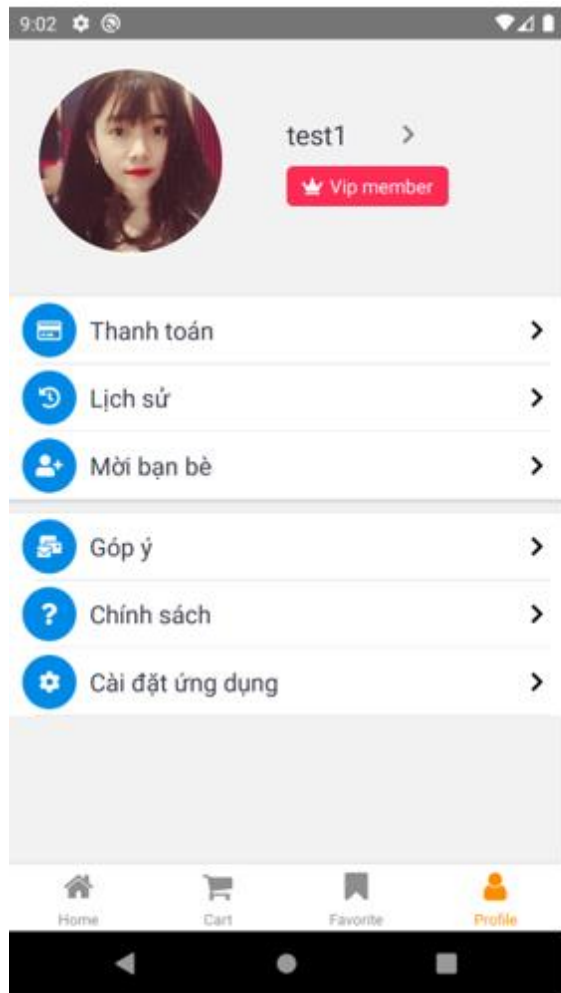 9:02
test1
Vip member
Thanh toán
Lịch sử
Mời bạn bè
Góp ý
Chính sách
Cài đặt ứng dụng
Home Cart Favorite Profile